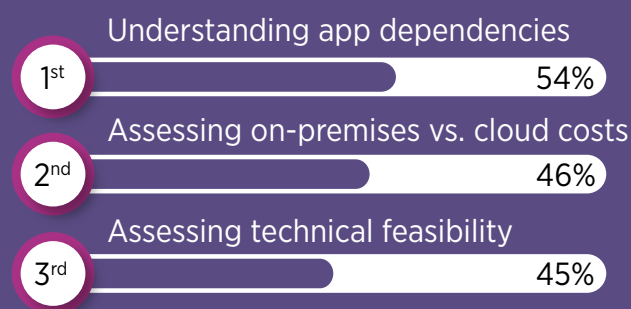 Understanding app dependencies
1st 54%
Assessing on-premises vs. cloud costs
2nd 46%
Assessing technical feasibility
3rd 45%